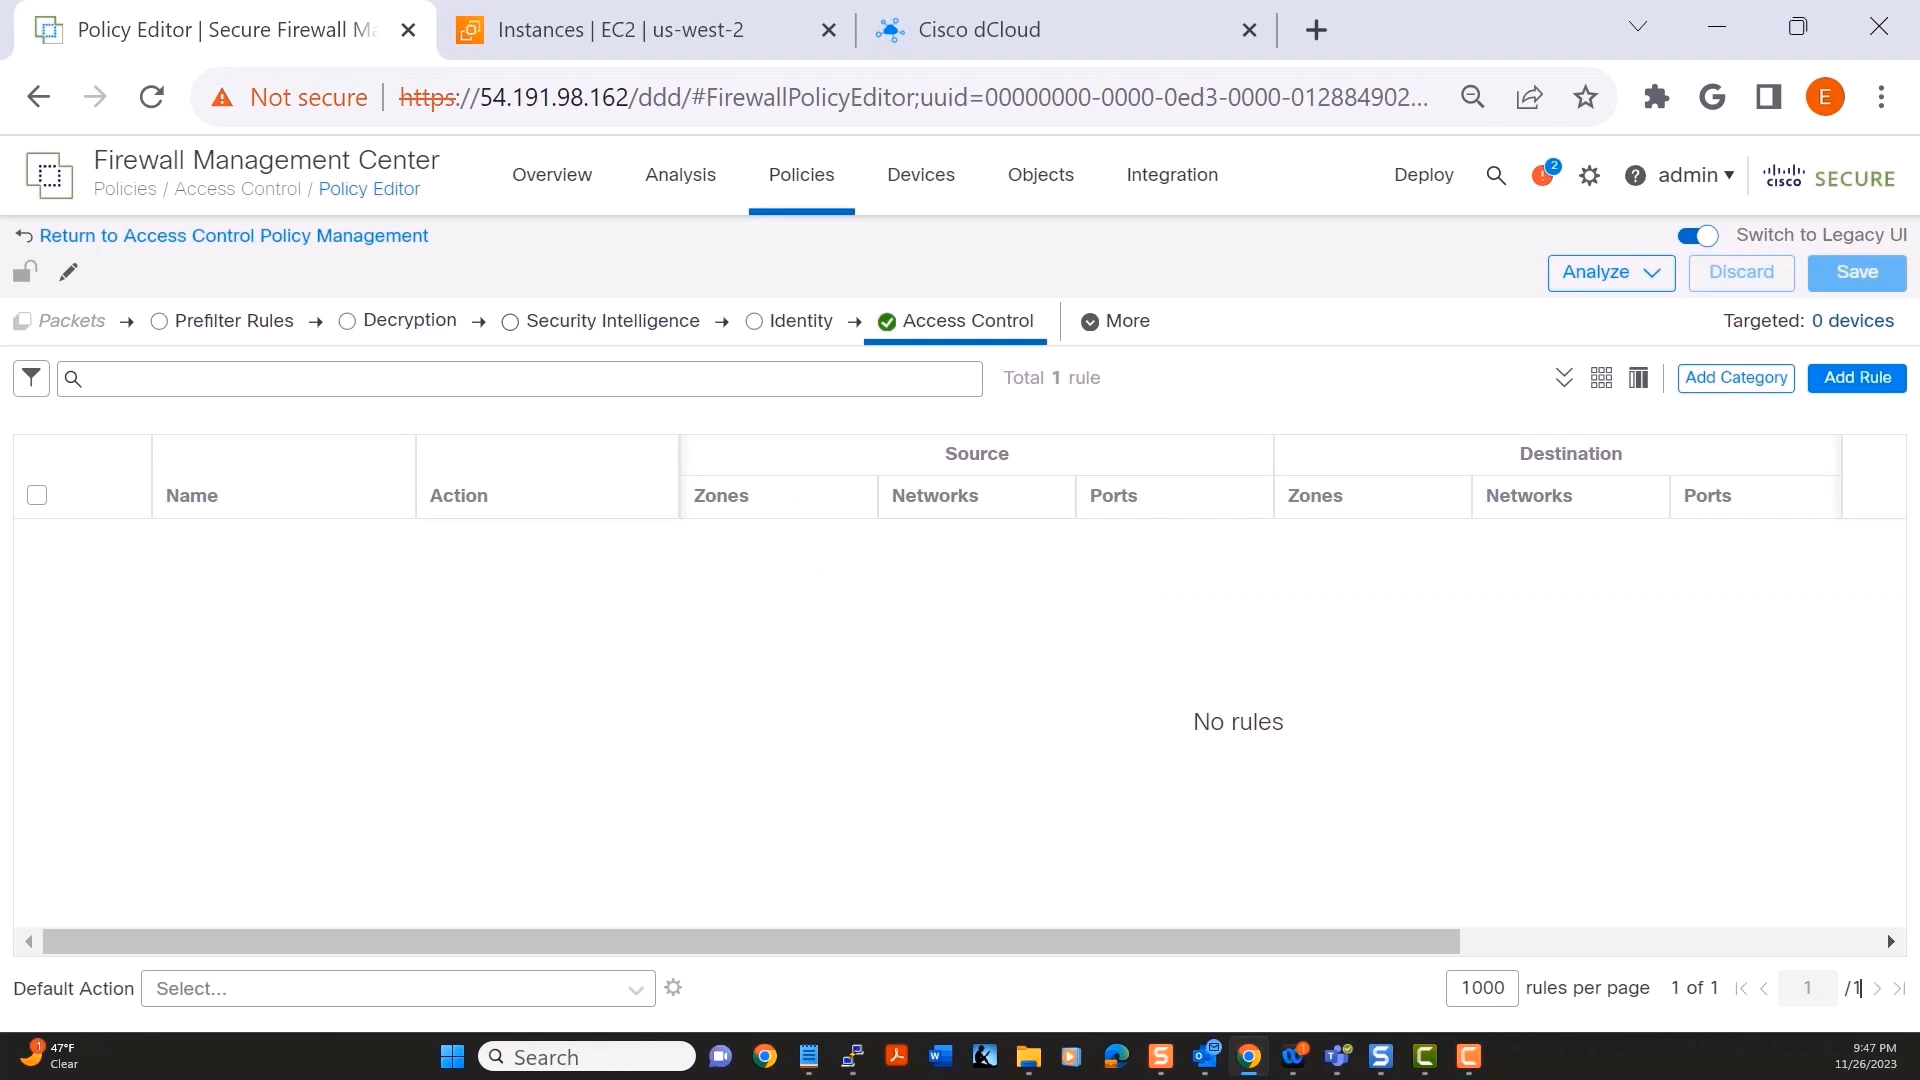 Policy Editor | Secure Firewall Ma
Instances | EC2 | us-west-2
Cisco dCloud
Not secure
https://54.191.98.162/ddd/#FirewallPolicyEditor;uuid=00000000-0000-0ed3-0000-012884902...
E
Firewall Management Center
Policies / Access Control / Policy Editor
Overview
Analysis
Policies
Devices
Objects
Integration
Deploy
2
admin
cisco SECURE
Return to Access Control Policy Management
Switch to Legacy UI
Analyze
Discard
Save
Packets
Prefilter Rules
Decryption
Security Intelligence
Identity
Access Control
More
Targeted: 0 devices
Total 1 rule
Add Category
Add Rule
Source
Destination
Name
Action
Zones
Networks
Ports
Zones
Networks
Ports
No rules
Default Action
Select...
1000
rules per page
1 of 1
1
/1
1
47°F
Clear
Search
9:47 PM
11/26/2023